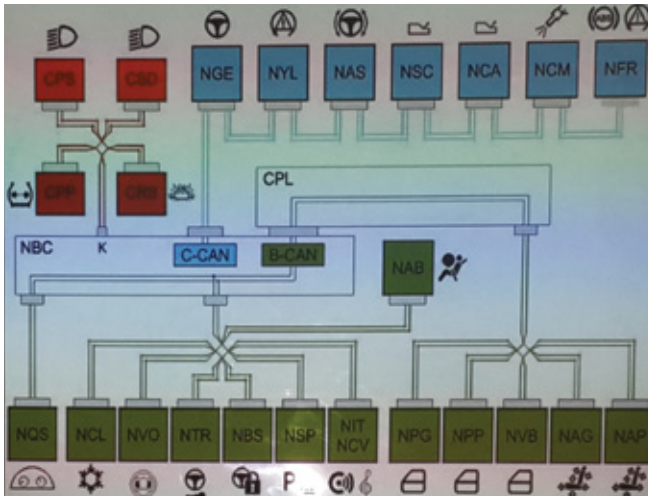 CPS CSD NGE NYL NAS NSC NCA NCM NFR
CPP CRB
CPL
NBC K C-CAN B-CAN NAB
NQS NCL NVO NTR NBS NSP NIT NPG NPP NVB NAG NAP
NCV
P